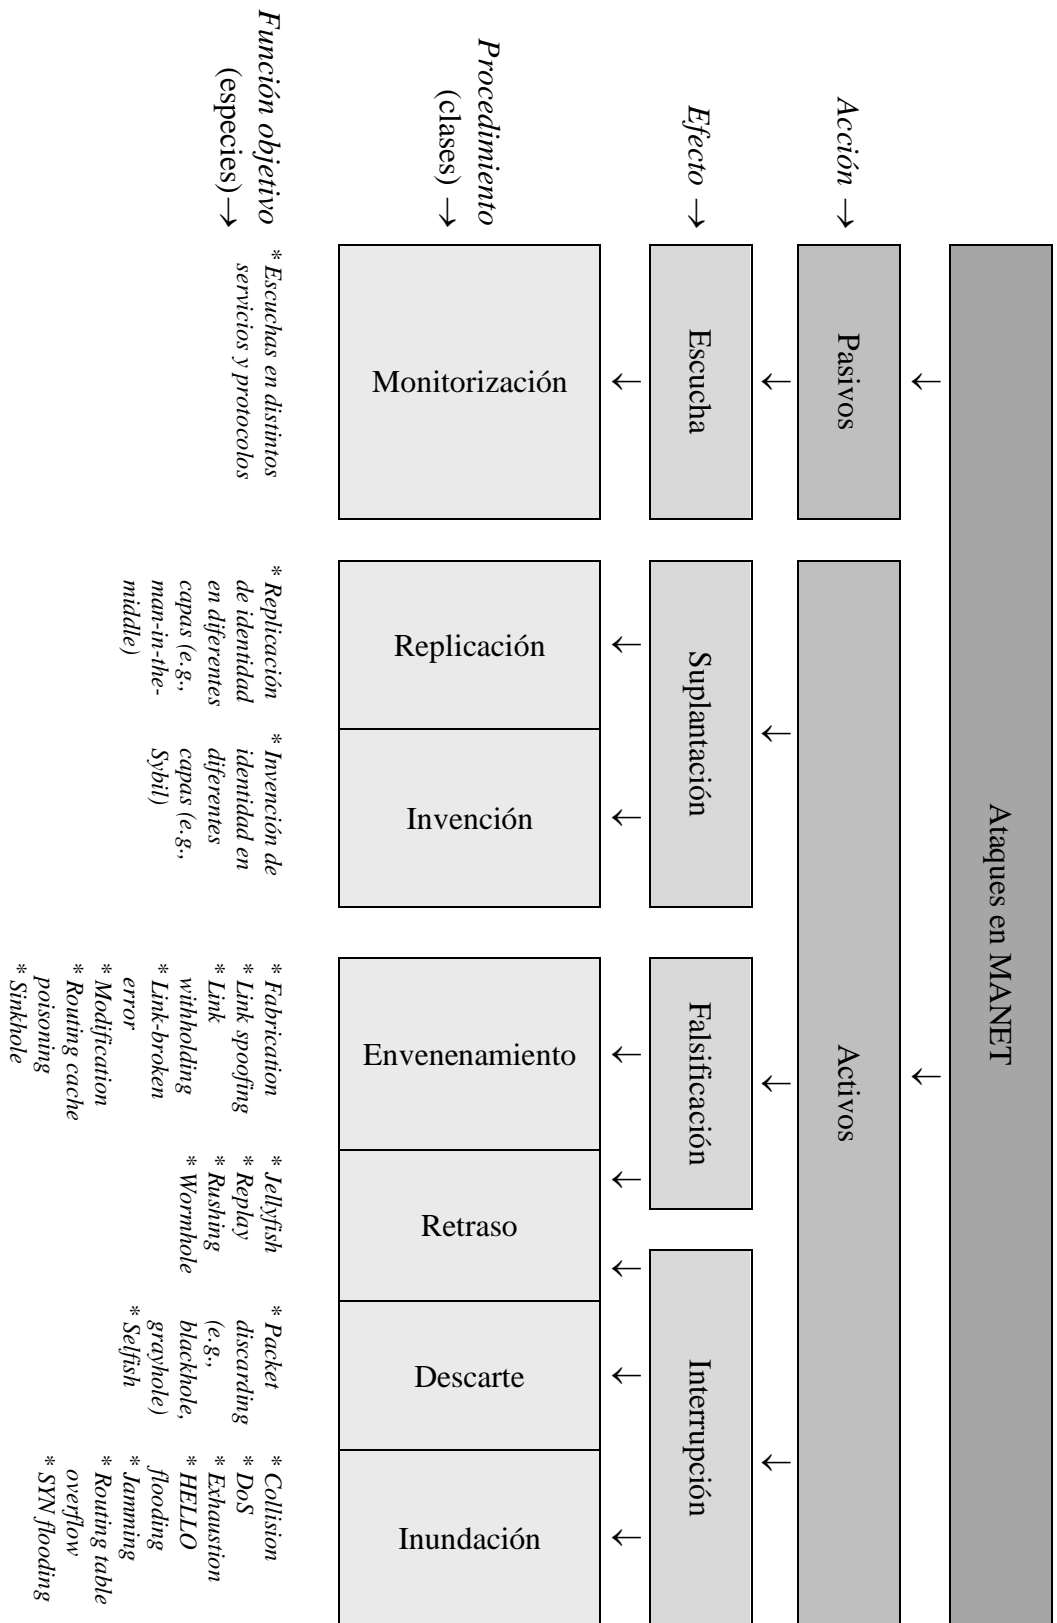 Ataques en MANET
Acción →
Pasivos
Activos
Efecto →
Escucha
Suplantación
Falsificación
Interrupción
Procedimiento
(clases) →
Monitorización
Replicación
Invención
Envenenamiento
Retraso
Descarte
Inundación
Función objetivo
(especies) →
* Escuchas en distintos
servicios y protocolos
* Replicación
de identidad
en diferentes
capas (e.g.,
man-in-the-
middle)
* Invención de
identidad en
diferentes
capas (e.g.,
Sybil)
* Fabrication
* Link spoofing
* Link
withholding
* Link-broken
error
* Modification
* Routing cache
poisoning
* Sinkhole
* Jellyfish
* Replay
* Rushing
* Wormhole
* Packet
discarding
(e.g.,
blackhole,
grayhole)
* Selfish
* Collision
* DoS
* Exhaustion
* HELLO
flooding
* Jamming
* Routing table
overflow
* SYN flooding